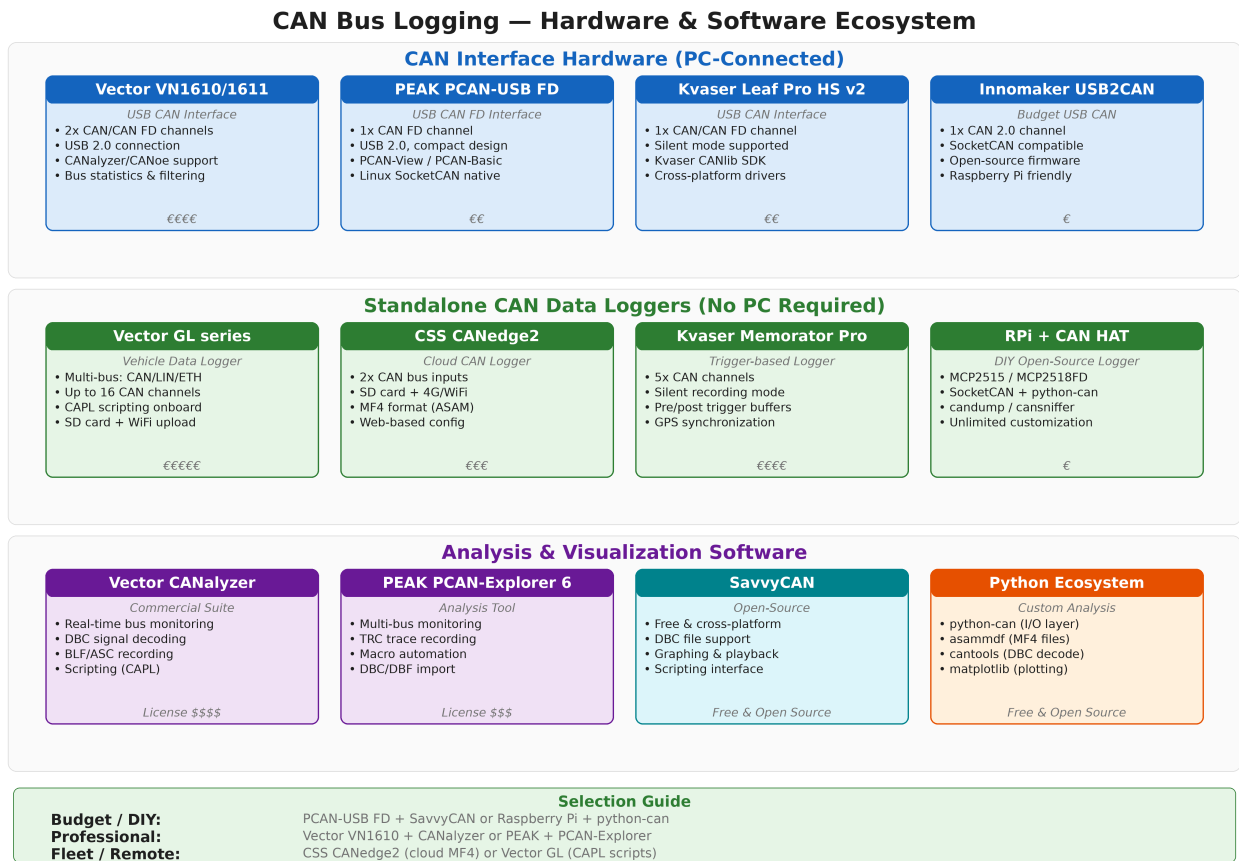 CAN Bus Logging — Hardware & Software Ecosystem
CAN Interface Hardware (PC-Connected)
Vector VN1610/1611
USB CAN Interface
• 2x CAN/CAN FD channels
• USB 2.0 connection
• CANalyzer/CANoe support
• Bus statistics & filtering
€€€€
PEAK PCAN-USB FD
USB CAN FD Interface
• 1x CAN FD channel
• USB 2.0, compact design
• PCAN-View / PCAN-Basic
• Linux SocketCAN native
€€
Kvaser Leaf Pro HS v2
USB CAN Interface
• 1x CAN/CAN FD channel
• Silent mode supported
• Kvaser CANlib SDK
• Cross-platform drivers
€€
Innomaker USB2CAN
Budget USB CAN
• 1x CAN 2.0 channel
• SocketCAN compatible
• Open-source firmware
• Raspberry Pi friendly
€
Standalone CAN Data Loggers (No PC Required)
Vector GL series
Vehicle Data Logger
• Multi-bus: CAN/LIN/ETH
• Up to 16 CAN channels
• CAPL scripting onboard
• SD card + WiFi upload
€€€€€
CSS CANedge2
Cloud CAN Logger
• 2x CAN bus inputs
• SD card + 4G/WiFi
• MF4 format (ASAM)
• Web-based config
€€€
Kvaser Memorator Pro
Trigger-based Logger
• 5x CAN channels
• Silent recording mode
• Pre/post trigger buffers
• GPS synchronization
€€€€
RPi + CAN HAT
DIY Open-Source Logger
• MCP2515 / MCP2518FD
• SocketCAN + python-can
• candump / cansniffer
• Unlimited customization
€
Analysis & Visualization Software
Vector CANalyzer
Commercial Suite
• Real-time bus monitoring
• DBC signal decoding
• BLF/ASC recording
• Scripting (CAPL)
License $$$$
PEAK PCAN-Explorer 6
Analysis Tool
• Multi-bus monitoring
• TRC trace recording
• Macro automation
• DBC/DBF import
License $$$
SavvyCAN
Open-Source
• Free & cross-platform
• DBC file support
• Graphing & playback
• Scripting interface
Free & Open Source
Python Ecosystem
Custom Analysis
• python-can (I/O layer)
• asammdf (MF4 files)
• cantools (DBC decode)
• matplotlib (plotting)
Free & Open Source
Selection Guide
Budget / DIY: PCAN-USB FD + SavvyCAN or Raspberry Pi + python-can
Professional: Vector VN1610 + CANalyzer or PEAK + PCAN-Explorer
Fleet / Remote: CSS CANedge2 (cloud MF4) or Vector GL (CAPL scripts)